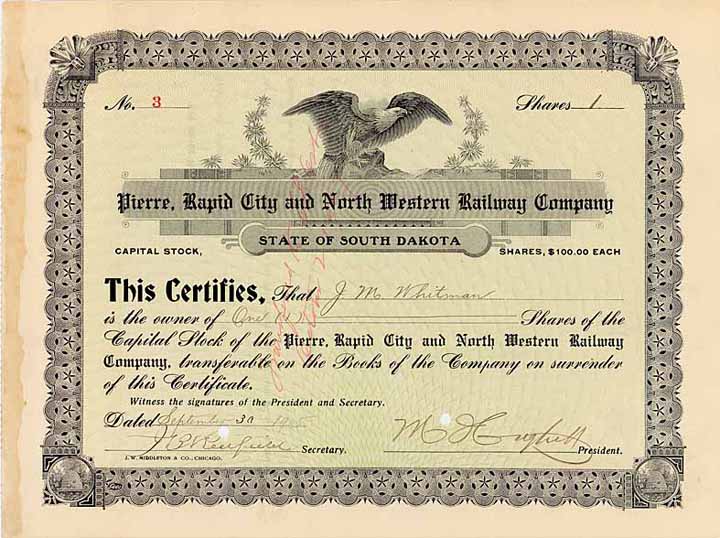 No. 3 Shares 1
Pierre, Rapid City and North Western Railway Company
STATE OF SOUTH DAKOTA
CAPITAL STOCK, SHARES, $100.00 EACH
This Certifies, That J M Whitman
is the owner of One Shares of the
Capital Stock of the Pierre, Rapid City and North Western Railway
Company, transferable on the Books of the Company on surrender
of this Certificate.
Witness the signatures of the President and Secretary.
Dated September 30 19
Secretary. M Hughitt President.
J.W. MIDDLETON & CO., CHICAGO.